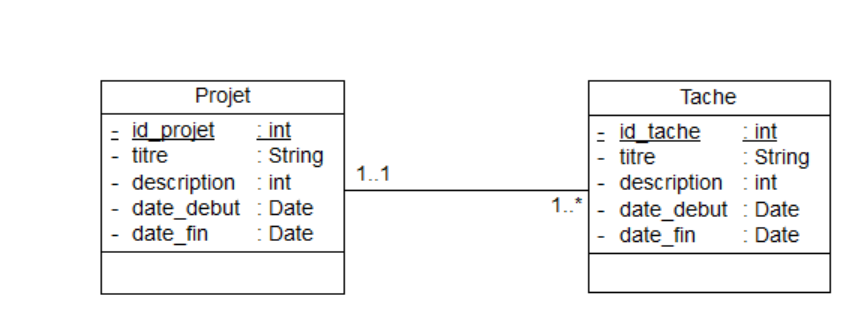 Projet
- id_projet : int
- titre : String
- description : int
- date_debut : Date
- date_fin : Date
1..1
1..*
Tache
- id_tache : int
- titre : String
- description : int
- date_debut : Date
- date_fin : Date